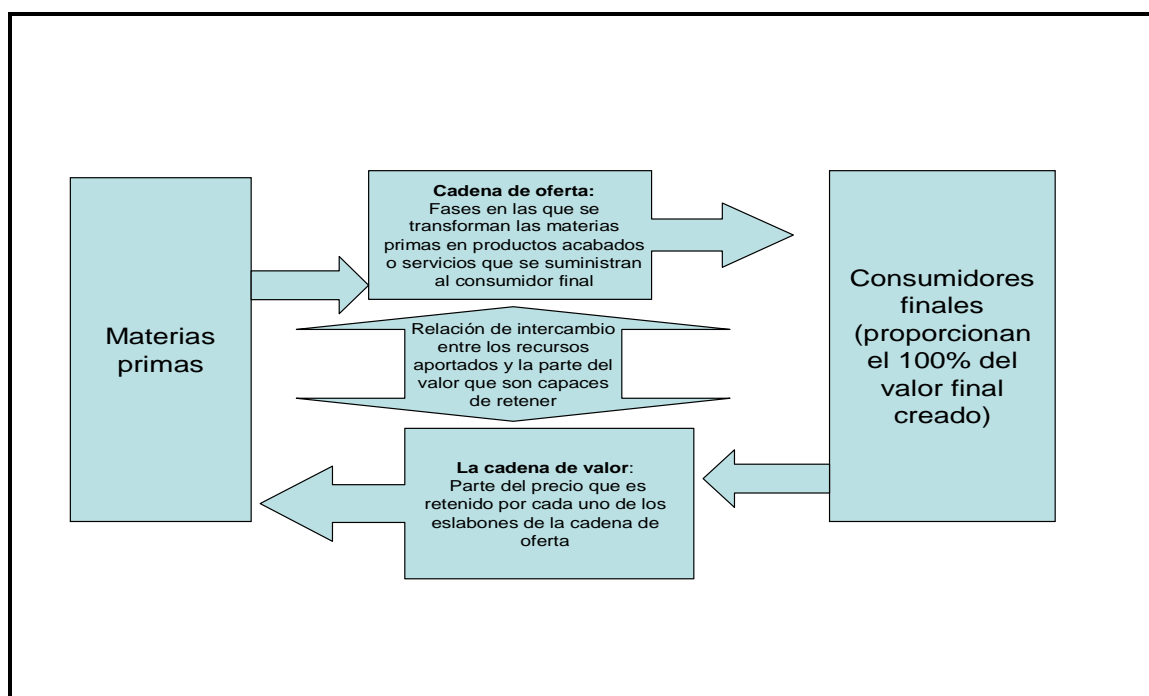 Materias
primas
Cadena de oferta:
Fases en las que se
transforman las materias
primas en productos acabados
o servicios que se suministran
al consumidor final
Relación de intercambio
entre los recursos
aportados y la parte del
valor que son capaces
de retener
La cadena de valor:
Parte del precio que es
retenido por cada uno de los
eslabones de la cadena de
oferta
Consumidores
finales
(proporcionan
el 100% del
valor final
creado)